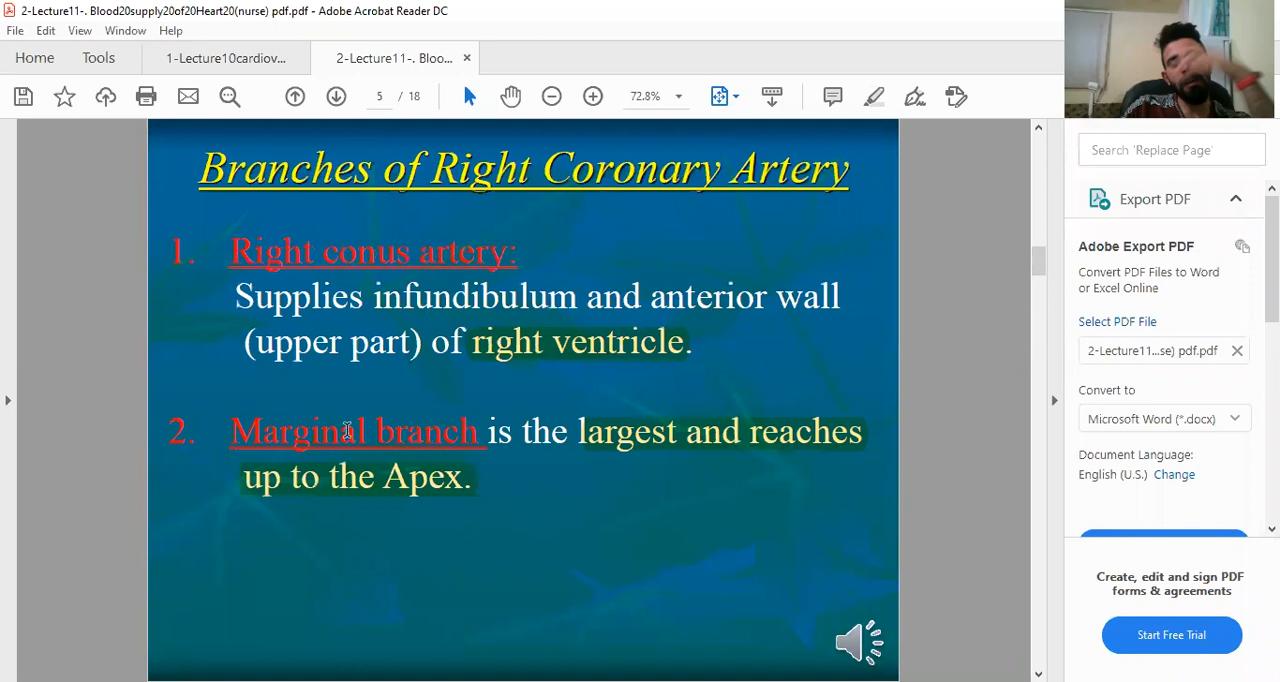 2-Lecture11-. Blood20supply20of20Heart20(nurse) pdf.pdf - Adobe Acrobat Reader DC
File Edit View Window Help
Home Tools 1-Lecture10cardiov... 2-Lecture11-. Bloo... ×
5 / 18 72.8%
Branches of Right Coronary Artery
1. Right conus artery:
Supplies infundibulum and anterior wall
(upper part) of right ventricle.
2. Marginal branch is the largest and reaches
up to the Apex.
Search 'Replace Page'
Export PDF
Adobe Export PDF
Convert PDF Files to Word
or Excel Online
Select PDF File
2-Lecture11...se) pdf.pdf
Convert to
Microsoft Word (*.docx)
Document Language:
English (U.S.) Change
Create, edit and sign PDF
forms & agreements
Start Free Trial